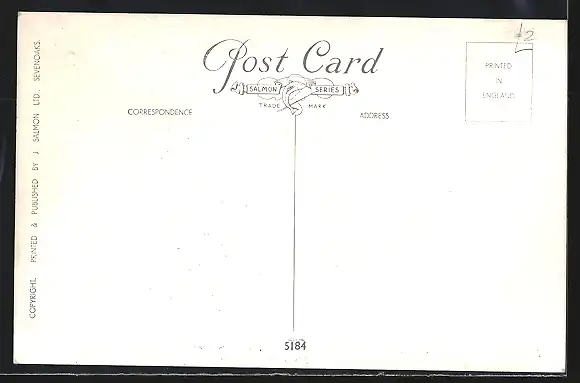 Post Card
SALMON SERIES
TRADE MARK
CORRESPONDENCE
ADDRESS
PRINTED
IN
ENGLAND
COPYRIGHT. PRINTED & PUBLISHED BY J. SALMON LTD., SEVENOAKS.
5184